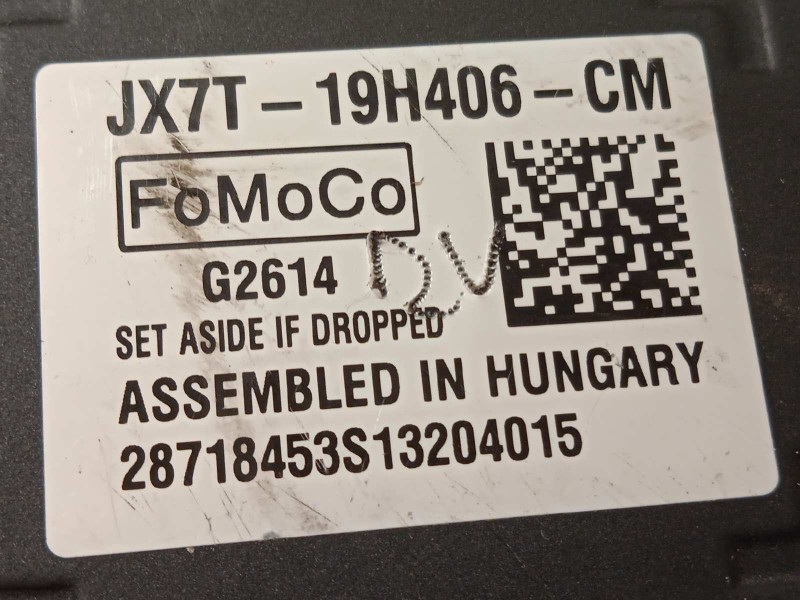 JX7T-19H406-CM
FoMoCo
G2614
SET ASIDE IF DROPPED
ASSEMBLED IN HUNGARY
28718453S13204015